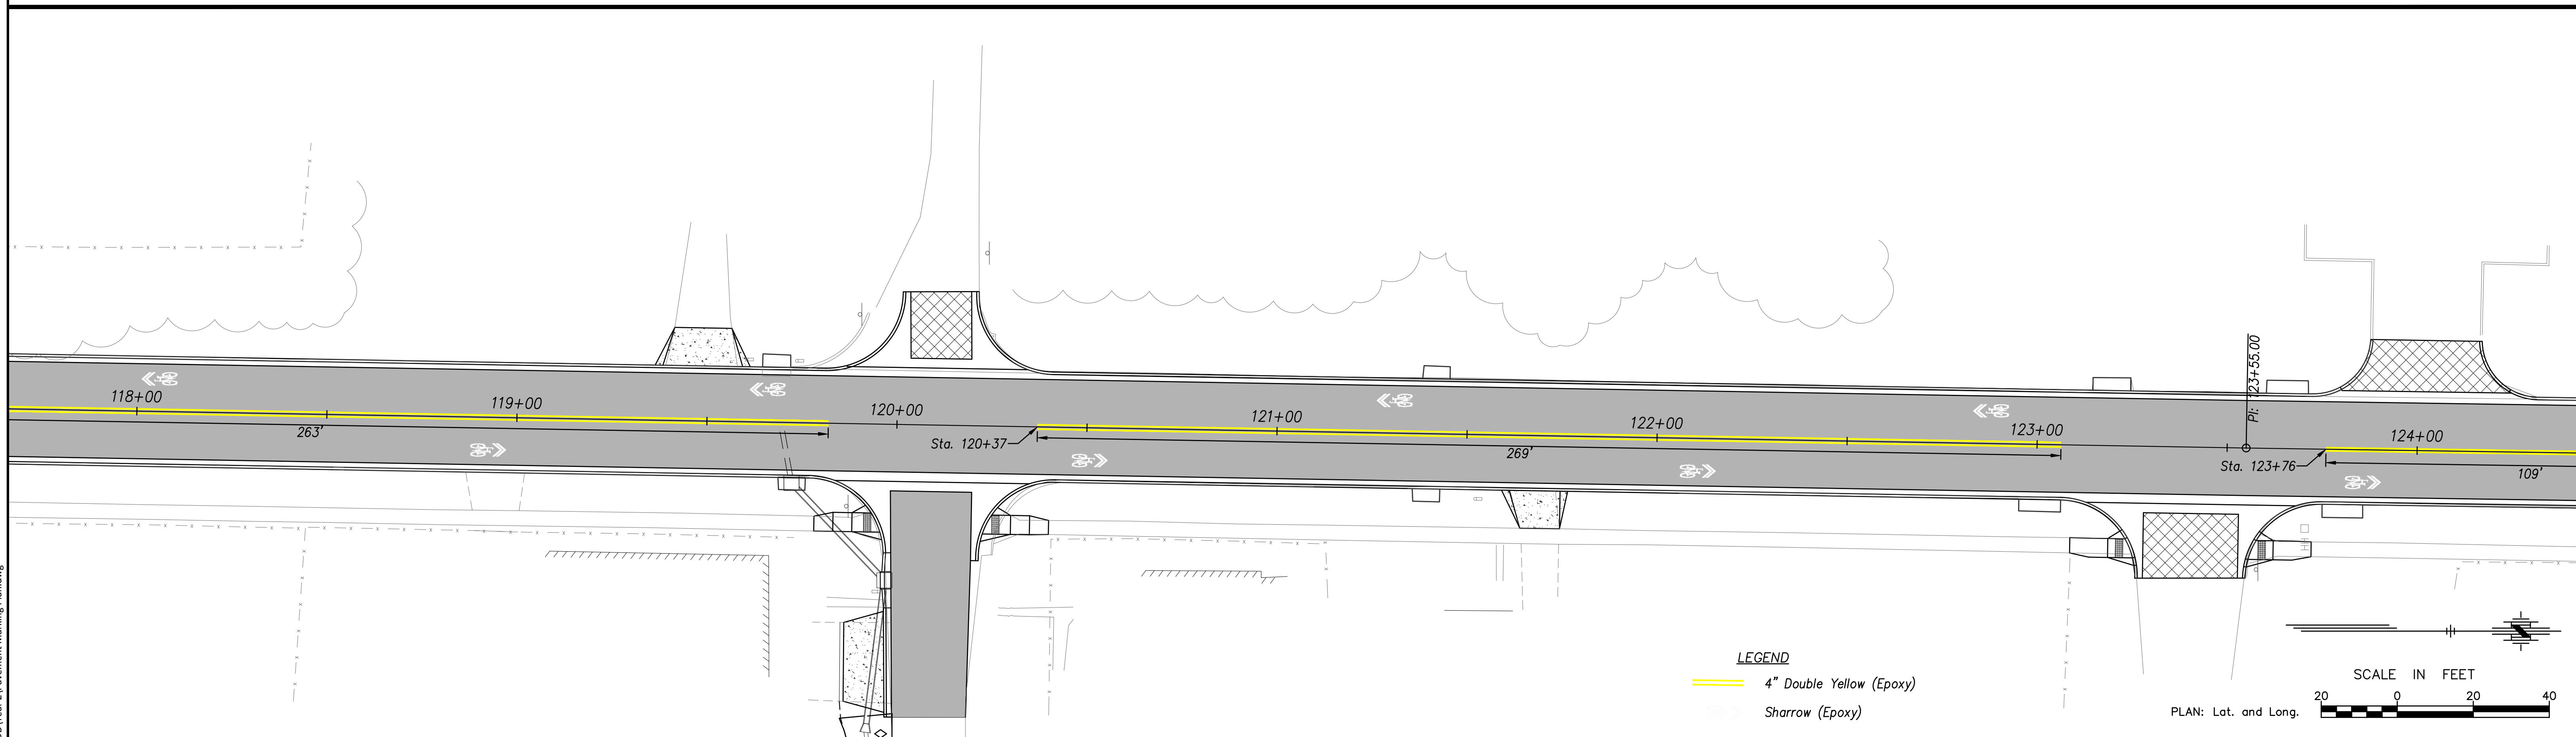 118+00
119+00
120+00
121+00
122+00
123+00
124+00
PI: 123+55.00
263'
Sta. 120+37
269'
Sta. 123+76
109'
LEGEND
4" Double Yellow (Epoxy)
Sharrow (Epoxy)
SCALE IN FEET
20 0 20 40
PLAN: Lat. and Long.